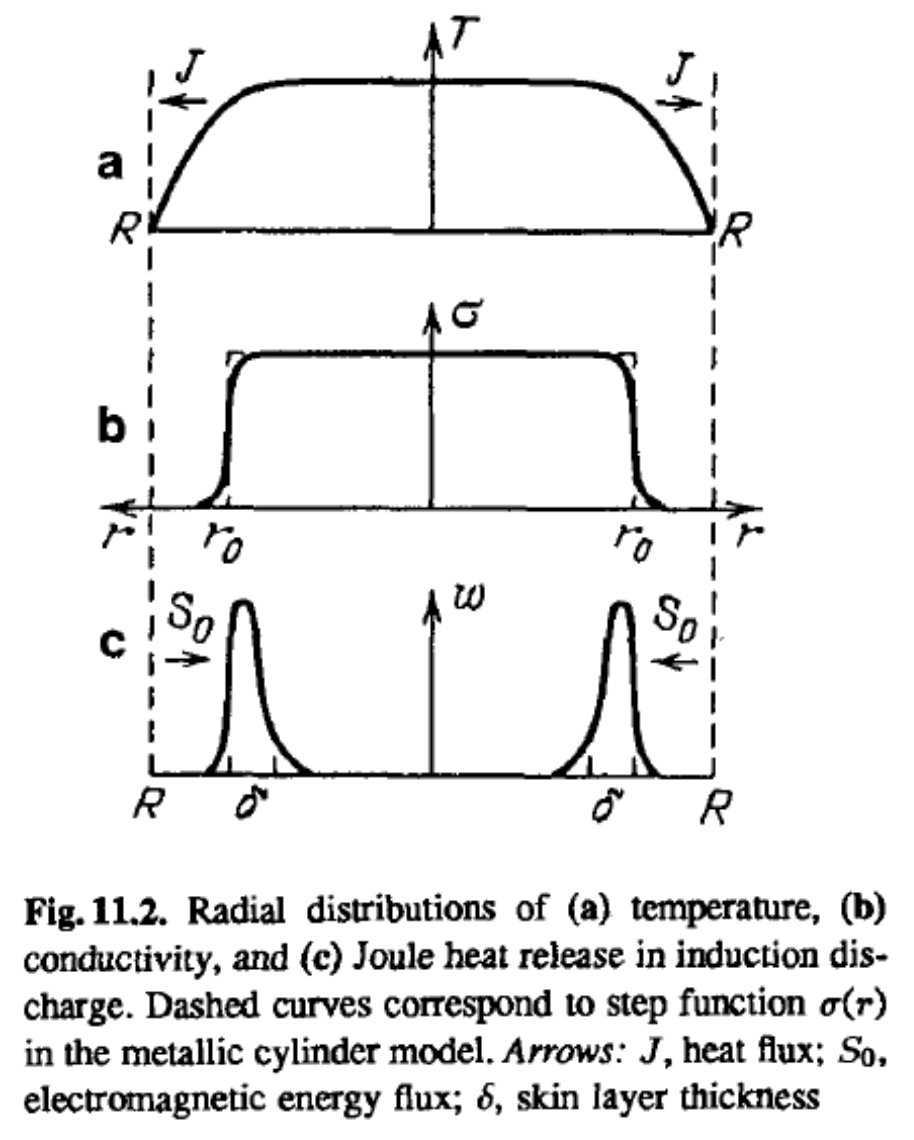 T
J J
a
R R
σ
b
r r₀ r₀ r
w
S₀ S₀
c
R δ δ R
Fig. 11.2. Radial distributions of (a) temperature, (b)
conductivity, and (c) Joule heat release in induction dis-
charge. Dashed curves correspond to step function σ(r)
in the metallic cylinder model. Arrows: J, heat flux; S₀,
electromagnetic energy flux; δ, skin layer thickness